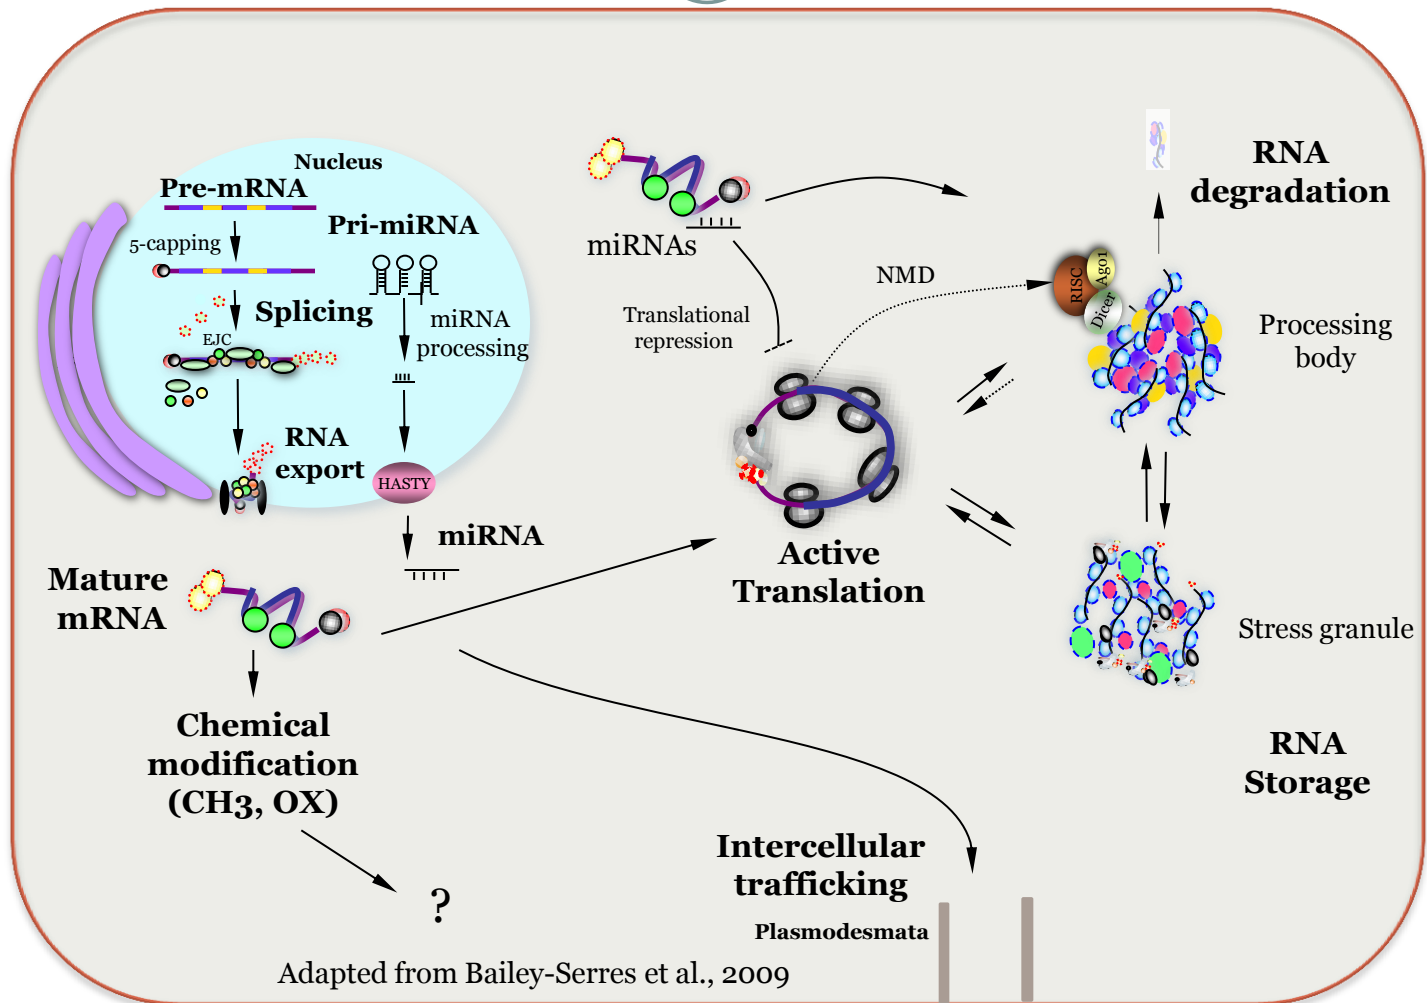 Nucleus
Pre-mRNA
Pri-miRNA
5-capping
Splicing
EJC
miRNA
processing
RNA
export
HASTY
miRNA
Mature
mRNA
Chemical
modification
(CH3, OX)
?
miRNAs
Translational
repression
NMD
Active
Translation
RISC
Ago1
Dicer
RNA
degradation
Processing
body
Stress granule
RNA
Storage
Intercellular
trafficking
Plasmodesmata
Adapted from Bailey-Serres et al., 2009